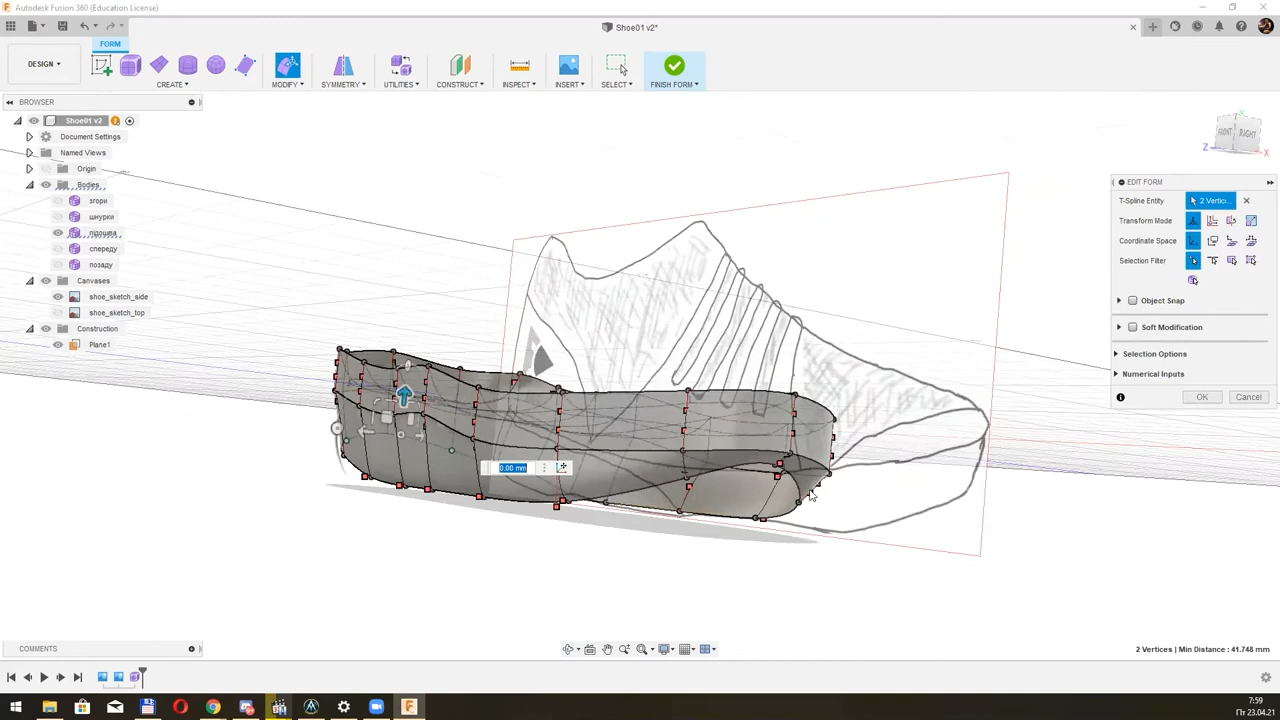 Autodesk Fusion 360 (Education License)
Shoe01 v2*
FORM
DESIGN
CREATE
MODIFY
SYMMETRY
UTILITIES
CONSTRUCT
INSPECT
INSERT
SELECT
FINISH FORM
BROWSER
Shoe01 v2
Document Settings
Named Views
Origin
Bodies
згори
шнурки
підошва
спереду
позаду
Canvases
shoe_sketch_side
shoe_sketch_top
Construction
Plane1
Y
FRONT
RIGHT
Z
X
EDIT FORM
T-Spline Entity
2 Vertic...
Transform Mode
Coordinate Space
Selection Filter
Object Snap
Soft Modification
Selection Options
Numerical Inputs
OK
Cancel
0.00 mm
COMMENTS
2 Vertices | Min Distance : 41.748 mm
7:59
Пт 23.04.21